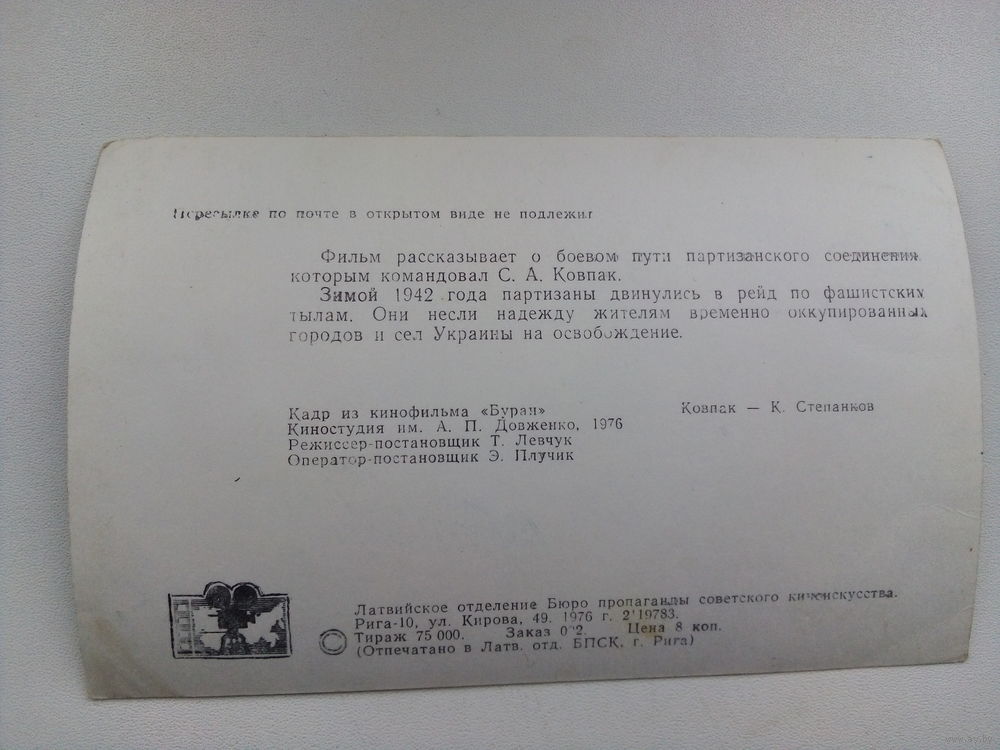 Пересылке по почте в открытом виде не подлежит
Фильм рассказывает о боевом пути партизанского соединения,
которым командовал С. А. Ковпак.
Зимой 1942 года партизаны двинулись в рейд по фашистских
тылам. Они несли надежду жителям временно оккупированных
городов и сел Украины на освобождение.
Кадр из кинофильма «Буран»
Ковпак — К. Степанков
Киностудия им. А. П. Довженко, 1976
Режиссер-постановщик Т. Левчук
Оператор-постановщик Э. Плучик
Латвийское отделение Бюро пропаганды советского киноискусства.
Рига-10, ул. Кирова, 49. 1976 г. 2'19783.
© Тираж 75 000. Заказ Цена 8 коп.
(Отпечатано в Латв. отд. БПСК, г. Рига)